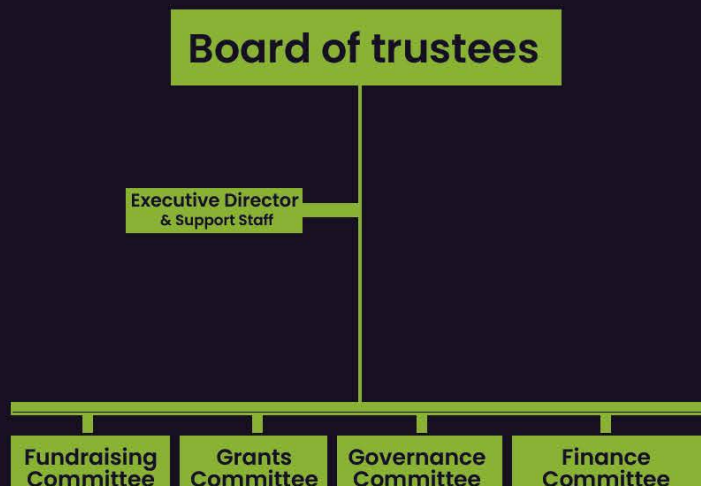 Board of trustees
Executive Director
& Support Staff
Fundraising
Committee
Grants
Committee
Governance
Committee
Finance
Committee